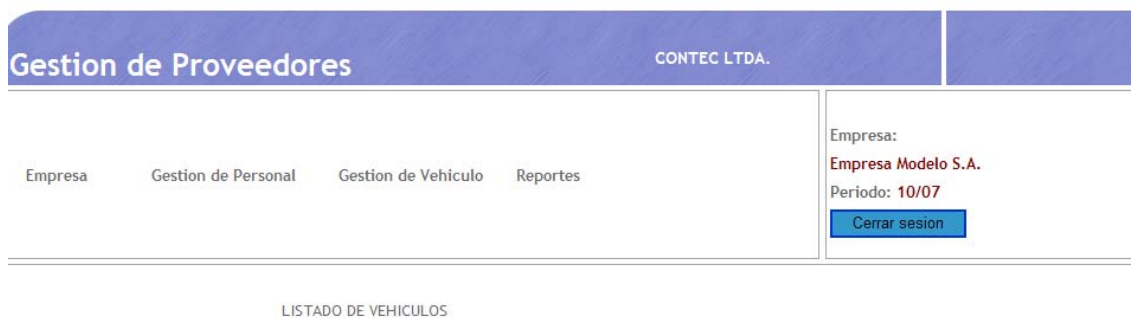 Gestion de Proveedores
CONTEC LTDA.
Empresa
Gestion de Personal
Gestion de Vehiculo
Reportes
Empresa:
Empresa Modelo S.A.
Periodo: 10/07
Cerrar sesion
LISTADO DE VEHICULOS